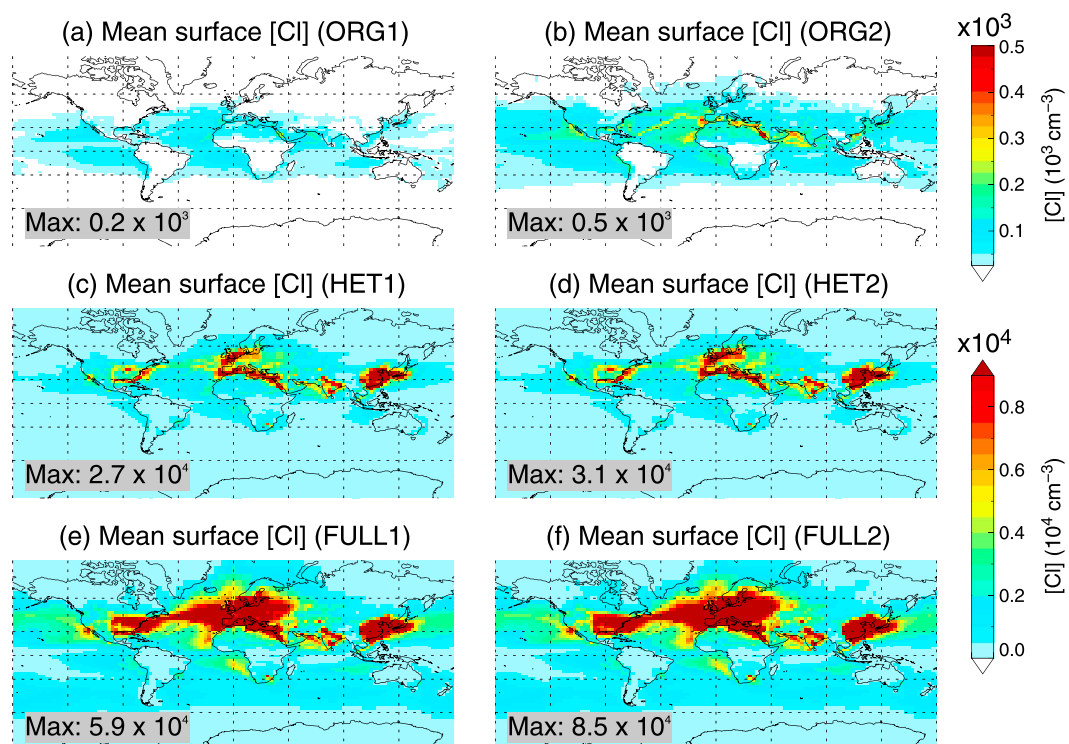 (a) Mean surface [Cl] (ORG1)
(b) Mean surface [Cl] (ORG2)
x10³
0.5
0.4
0.3
0.2
0.1
[Cl] (10³ cm⁻³)
Max: 0.2 x 10³
Max: 0.5 x 10³
(c) Mean surface [Cl] (HET1)
(d) Mean surface [Cl] (HET2)
x10⁴
0.8
0.6
0.4
0.2
0.0
[Cl] (10⁴ cm⁻³)
Max: 2.7 x 10⁴
Max: 3.1 x 10⁴
(e) Mean surface [Cl] (FULL1)
(f) Mean surface [Cl] (FULL2)
Max: 5.9 x 10⁴
Max: 8.5 x 10⁴